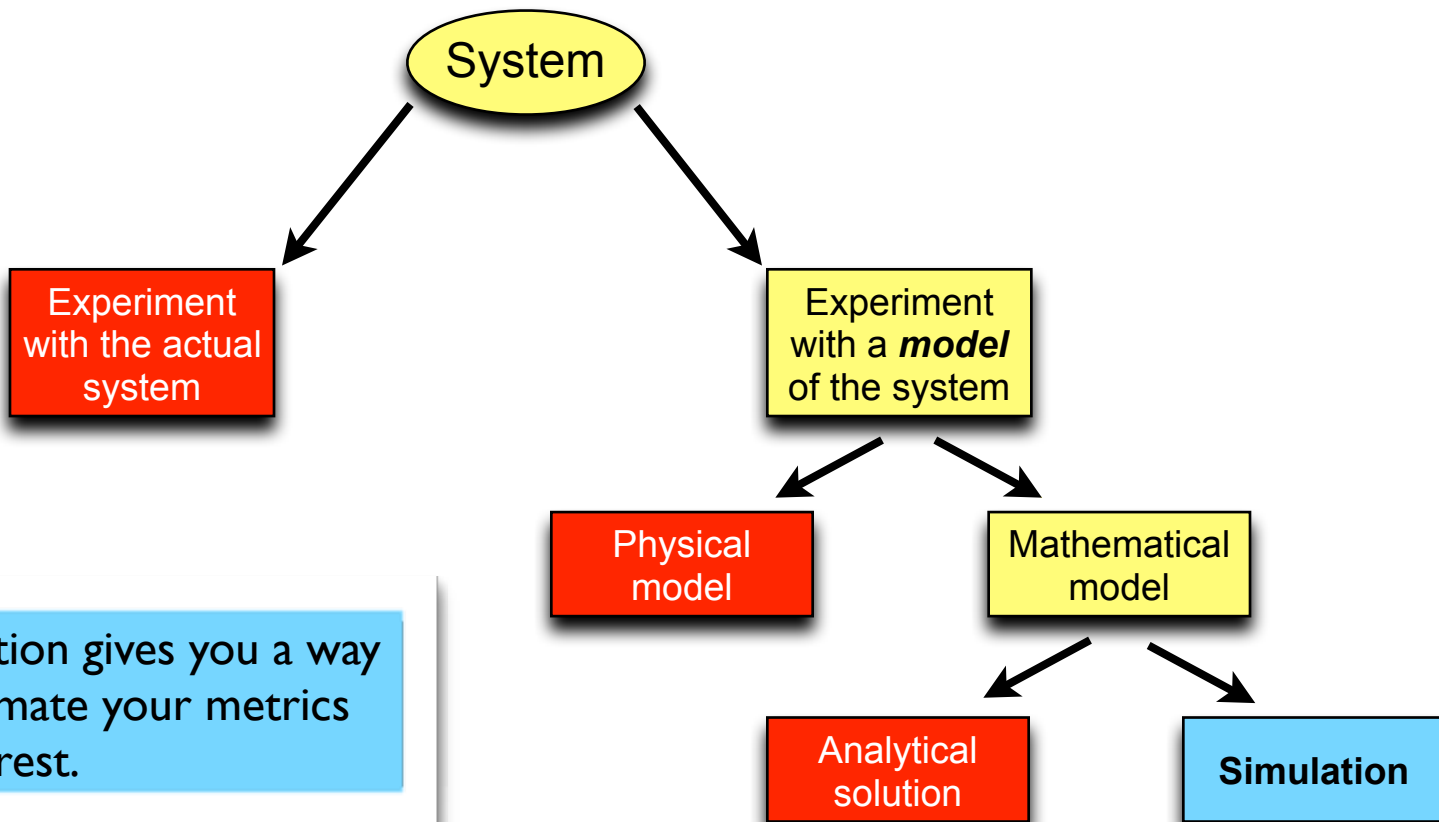 System
Experiment
with the actual
system
Experiment
with a model
of the system
Physical
model
Mathematical
model
tion gives you a way
mate your metrics
rest.
Analytical
solution
Simulation